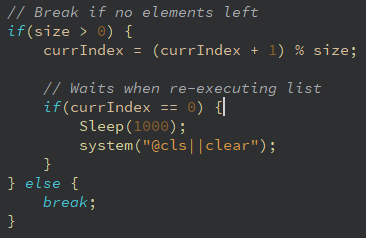 // Break if no elements left
if(size > 0) {
    currIndex = (currIndex + 1) % size;

    // Waits when re-executing list
    if(currIndex == 0) {
        Sleep(1000);
        system("@cls||clear");
    }
} else {
    break;
}